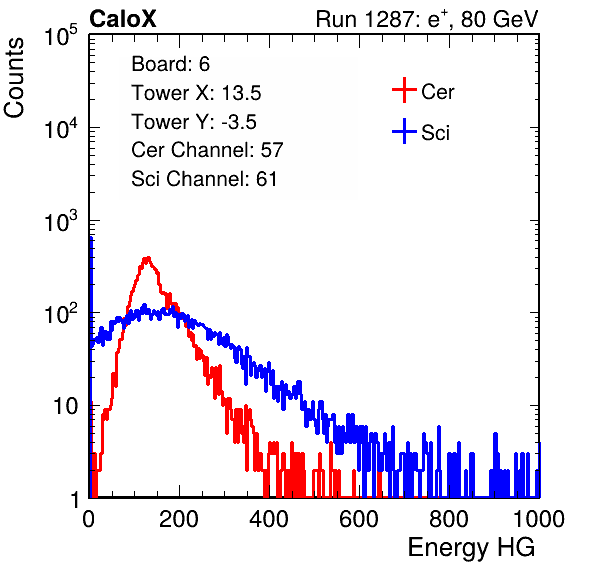 CaloX Run 1287: e⁺, 80 GeV
Counts
Board: 6
Tower X: 13.5
Tower Y: -3.5
Cer Channel: 57
Sci Channel: 61
Cer
Sci
10⁵
10⁴
10³
10²
10
1
0 200 400 600 800 1000
Energy HG